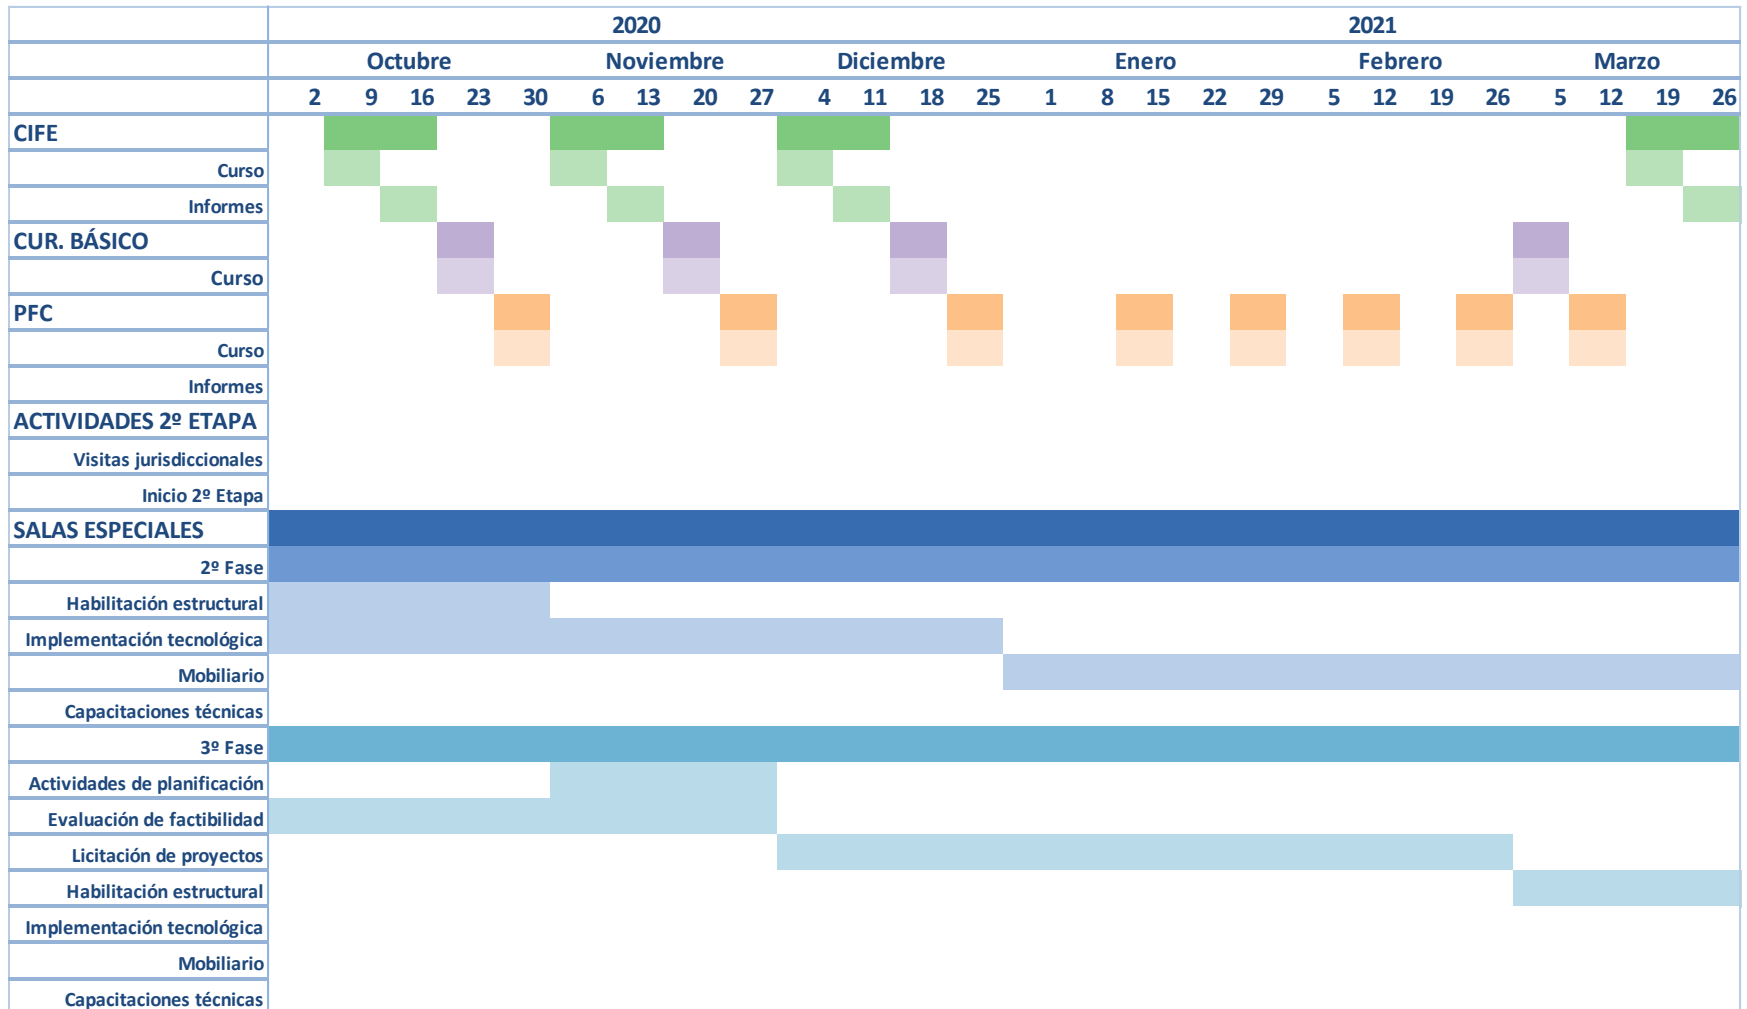 2020 2021
Octubre Noviembre Diciembre Enero Febrero Marzo
2 9 16 23 30 6 13 20 27 4 11 18 25 1 8 15 22 29 5 12 19 26 5 12 19 26
CIFE
Curso
Informes
CUR. BÁSICO
Curso
PFC
Curso
Informes
ACTIVIDADES 2º ETAPA
Visitas jurisdiccionales
Inicio 2º Etapa
SALAS ESPECIALES
2º Fase
Habilitación estructural
Implementación tecnológica
Mobiliario
Capacitaciones técnicas
3º Fase
Actividades de planificación
Evaluación de factibilidad
Licitación de proyectos
Habilitación estructural
Implementación tecnológica
Mobiliario
Capacitaciones técnicas